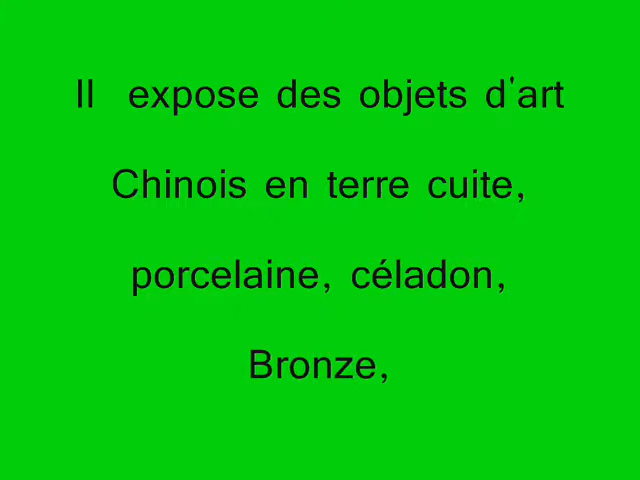 Il expose des objets d'art
Chinois en terre cuite,
porcelaine, céladon,
Bronze,